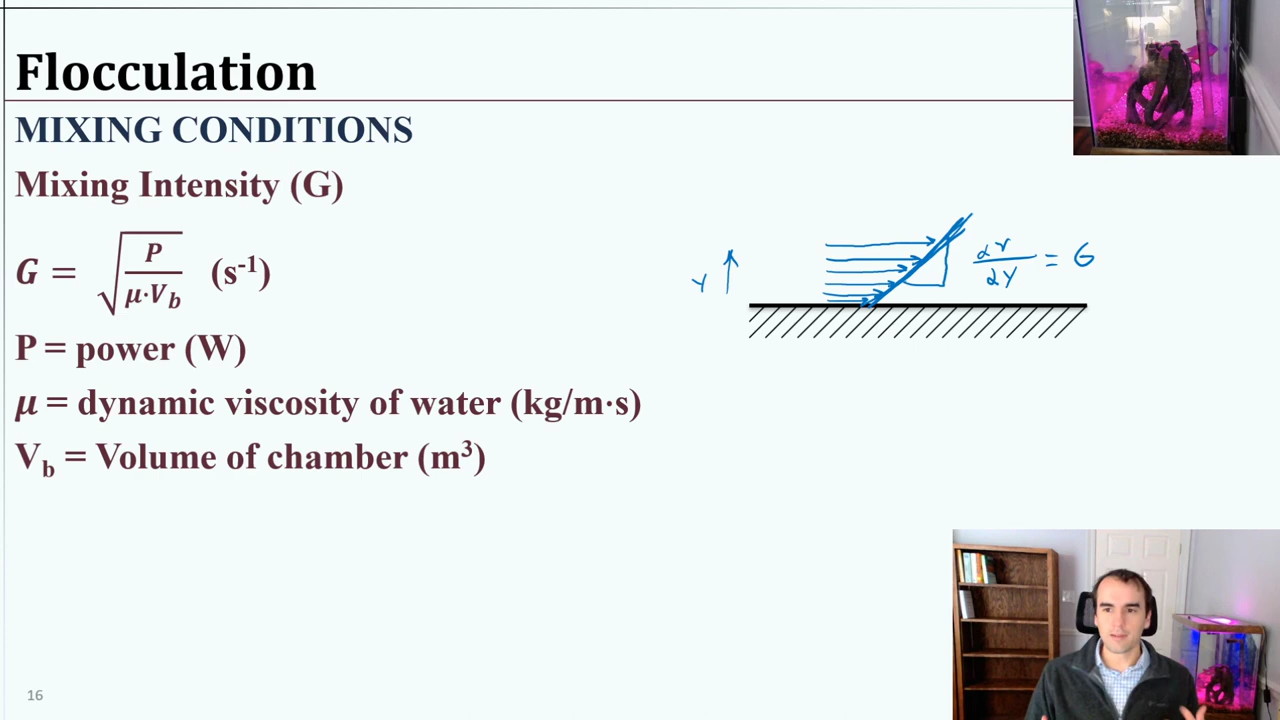 Flocculation
MIXING CONDITIONS
Mixing Intensity (G)
G = √(P / μ·V_b) (s⁻¹)
P = power (W)
μ = dynamic viscosity of water (kg/m·s)
V_b = Volume of chamber (m³)
Y
dV/dY = G
16